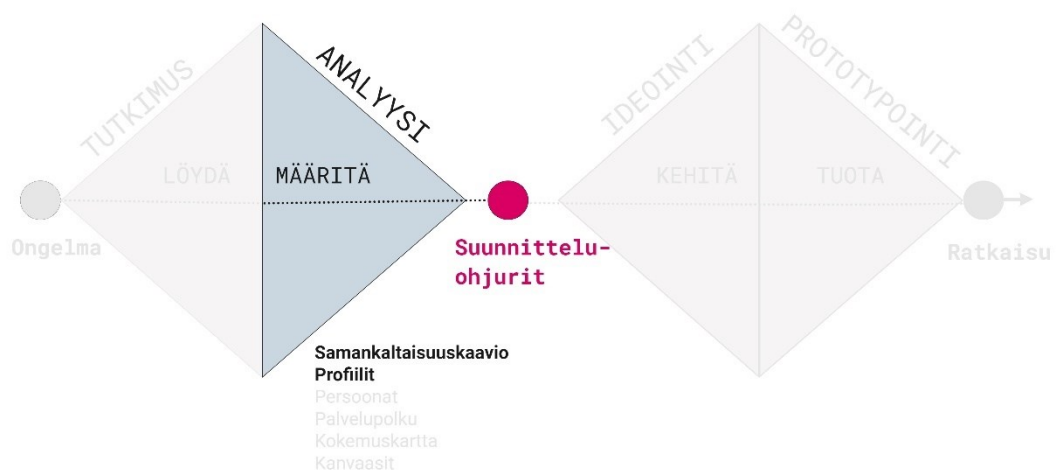 TUTKIMUS
ANALYYSI
IDEOINTI
PROTOTYPOINTI
LÖYDÄ
MÄÄRITÄ
KEHITÄ
TUOTA
Ongelma
Suunnittelu-
ohjurit
Ratkaisu
Samankaltaisuuskaavio
Profiilit
Persoonat
Palvelupolku
Kokemuskartta
Kanvaasit